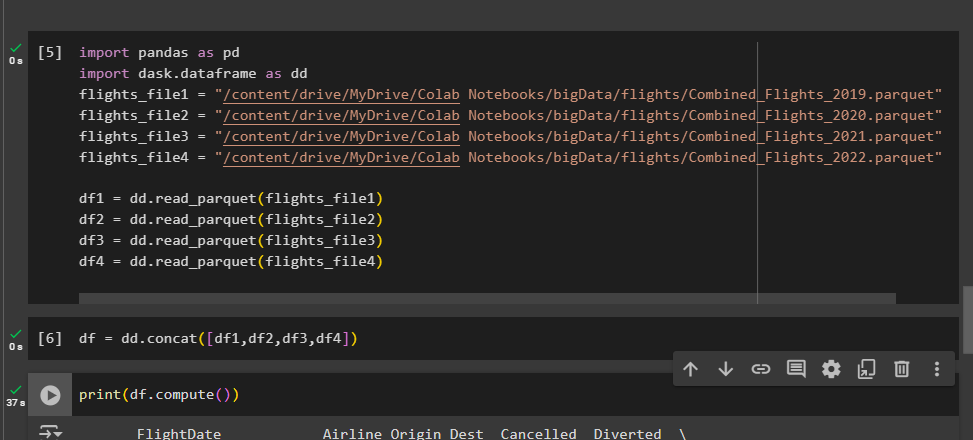 [5] import pandas as pd
0s import dask.dataframe as dd
flights_file1 = "/content/drive/MyDrive/Colab Notebooks/bigData/flights/Combined_Flights_2019.parquet"
flights_file2 = "/content/drive/MyDrive/Colab Notebooks/bigData/flights/Combined_Flights_2020.parquet"
flights_file3 = "/content/drive/MyDrive/Colab Notebooks/bigData/flights/Combined_Flights_2021.parquet"
flights_file4 = "/content/drive/MyDrive/Colab Notebooks/bigData/flights/Combined_Flights_2022.parquet"
df1 = dd.read_parquet(flights_file1)
df2 = dd.read_parquet(flights_file2)
df3 = dd.read_parquet(flights_file3)
df4 = dd.read_parquet(flights_file4)
[6] df = dd.concat([df1,df2,df3,df4])
0s
print(df.compute())
37s
FlightDate Airline Origin Dest Cancelled Diverted \